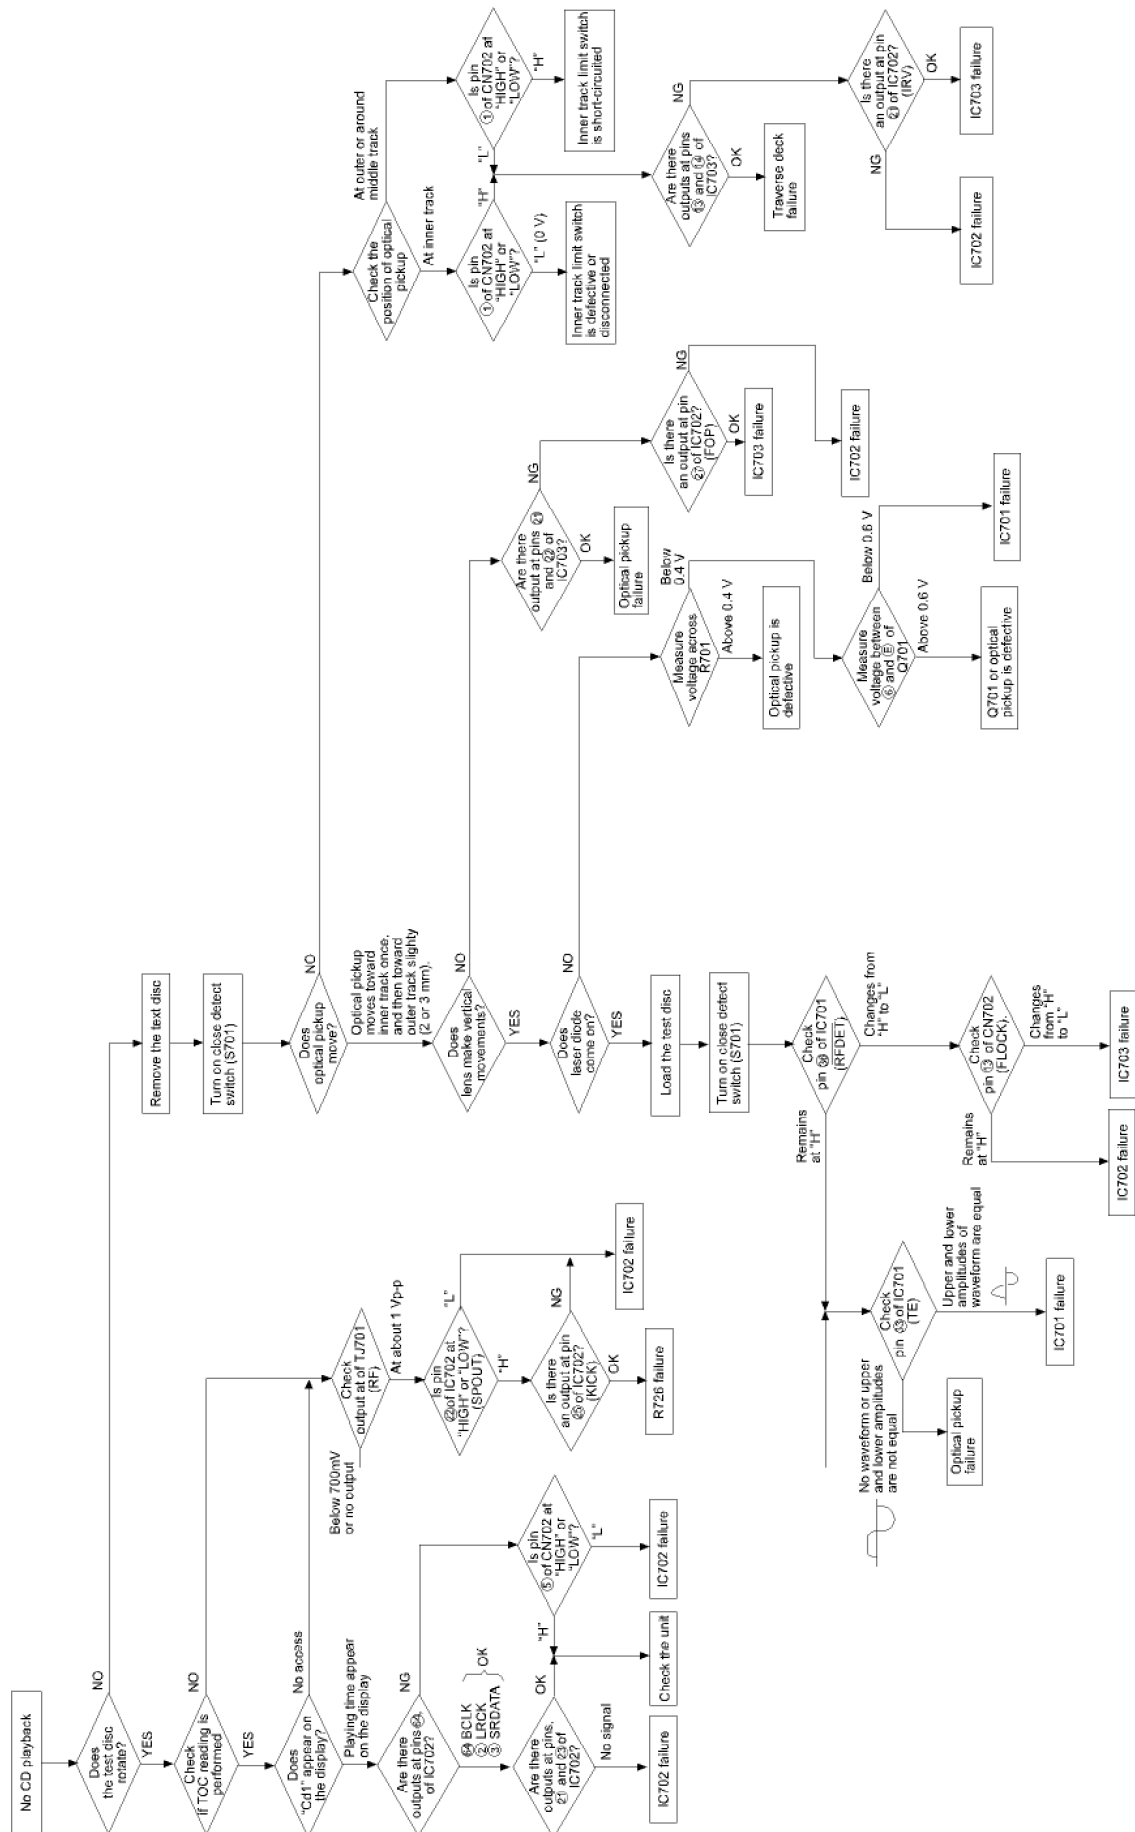 No CD playback
Does
the test disc
rotate?
NO
YES
Check
if TOC reading is
performed
NO
YES
Does
"Cd1" appear on
the display?
No access
Playing time appear
on the display
Are there
outputs at pins 64,
of IC702?
NG
64 BCLK
2 LRCK
3 SRDATA
OK
Are there
outputs at pins,
21 and 23 of
IC702?
OK
No signal
IC702 failure
Check the unit
Is pin
5 of CN702 at
"HIGH" or
"LOW"?
"H"
"L"
IC702 failure
Below 700mV
or no output
Check
output at of TJ701
(RF)
At about 1 Vp-p
Is pin
22 of IC702 at
"HIGH" or "LOW"?
(SPOUT)
"L"
"H"
Is there
an output at pin
25 of IC702?
(KICK)
NG
OK
R726 failure
IC702 failure
Remove the text disc
Turn on close detect
switch (S701)
Does
optical pickup
move?
NO
Optical pickup
moves toward
inner track once,
and then toward
outer track slighty
(2 or 3 mm).
Does
lens make vertical
movements?
NO
YES
Does
laser diode
come on?
NO
YES
Load the test disc
Turn on close detect
switch (S701)
Check
pin of IC701
(RFDET)
Remains
at "H"
Changes from
"H" to "L"
Check
pin 13 of CN702
(FLOCK).
Remains
at "H"
Changes
from "H"
to "L"
IC702 failure
IC703 failure
No waveform or upper
and lower amplitudes
are not equal
Check
pin of IC701
(TE)
Upper and lower
amplitudes of
waveform are equal
Optical pickup
failure
IC701 failure
Check the
position of optical
pickup
At outer or around
middle track
At inner track
Is pin
1 of CN702 at
"HIGH" or
"LOW"?
"H"
"L" (0 V)
Inner track limit switch
is defective or
disconnected
Is pin
1 of CN702 at
"HIGH" or
"LOW"?
"L"
"H"
Inner track limit switch
is short-circuited
Are there
outputs at pins
13 and 14 of
IC703?
NG
OK
Traverse deck
failure
Is there
an output at pin
21 of IC702?
(IRV)
NG
OK
IC702 failure
IC703 failure
Are there
output at pins 21
and 22 of
IC703?
NG
OK
Optical pickup
failure
Is there
an output at pin
27 of IC702?
(FOP)
NG
OK
IC703 failure
IC702 failure
Measure
voltage across
R701
Below
0.4 V
Above 0.4 V
Optical pickup is
defective
Measure
voltage between
6 and E of
Q701
Below 0.6 V
Above 0.6 V
Q701 or optical
pickup is defective
IC701 failure